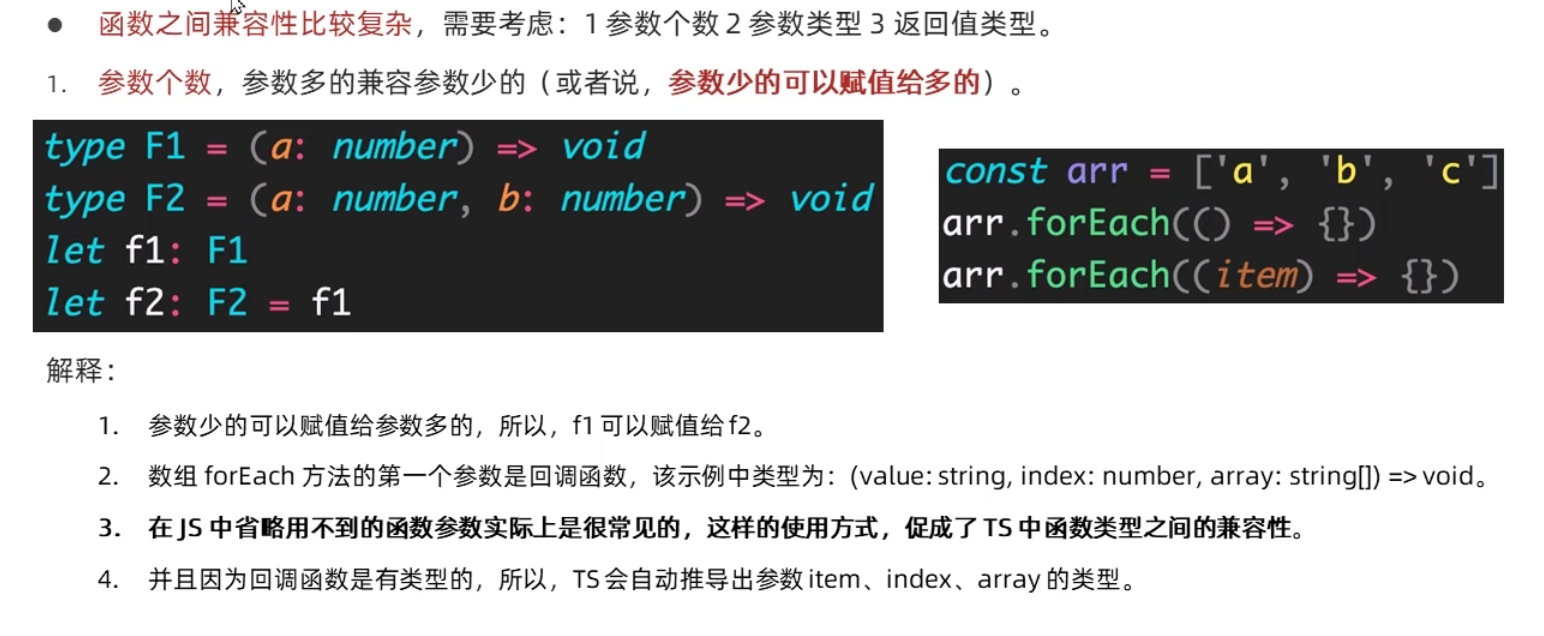 ● 函数之间兼容性比较复杂，需要考虑：1 参数个数 2 参数类型 3 返回值类型。
1. 参数个数，参数多的兼容参数少的（或者说，参数少的可以赋值给多的）。
type F1 = (a: number) => void
type F2 = (a: number, b: number) => void
let f1: F1
let f2: F2 = f1
const arr = ['a', 'b', 'c']
arr.forEach(() => {})
arr.forEach((item) => {})
解释：
1. 参数少的可以赋值给参数多的，所以，f1 可以赋值给 f2。
2. 数组 forEach 方法的第一个参数是回调函数，该示例中类型为：(value: string, index: number, array: string[]) => void。
3. 在 JS 中省略用不到的函数参数实际上是很常见的，这样的使用方式，促成了 TS 中函数类型之间的兼容性。
4. 并且因为回调函数是有类型的，所以，TS 会自动推导出参数 item、index、array 的类型。